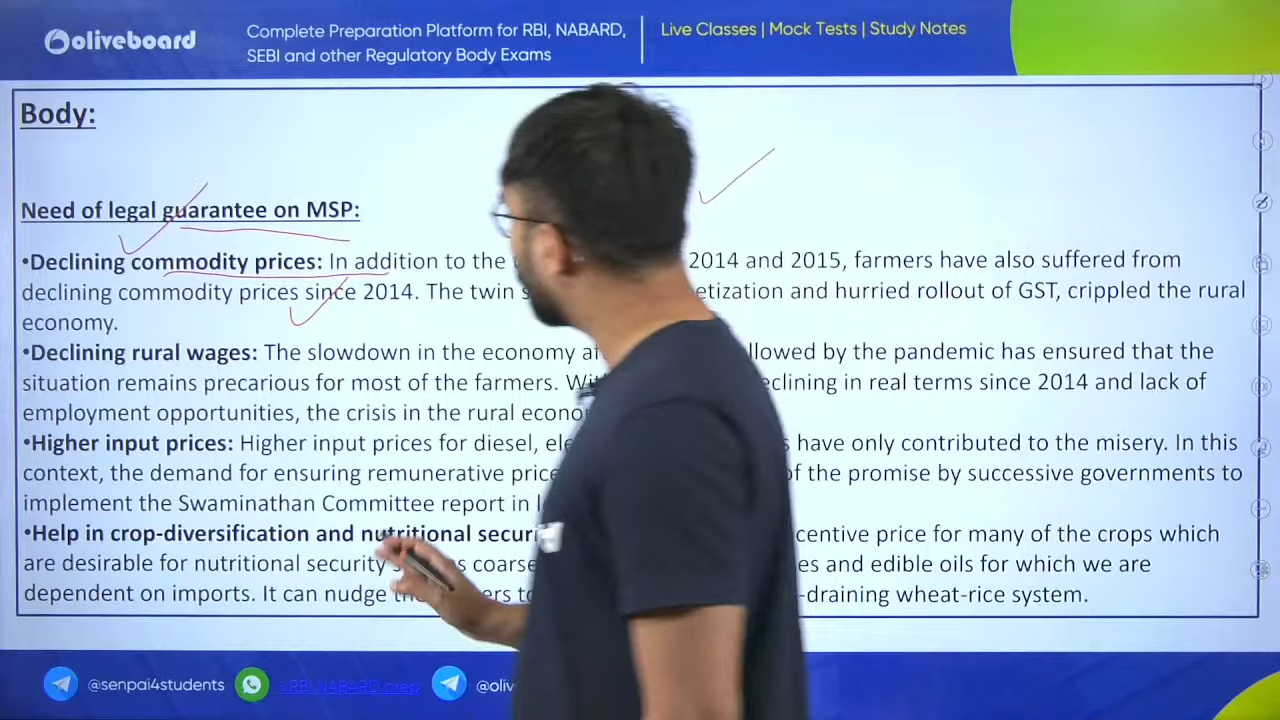 oliveboard
Complete Preparation Platform for RBI, NABARD,
SEBI and other Regulatory Body Exams
Live Classes | Mock Tests | Study Notes
Body:
Need of legal guarantee on MSP:
•Declining commodity prices: In addition to the 2014 and 2015, farmers have also suffered from
declining commodity prices since 2014. The twin etization and hurried rollout of GST, crippled the rural
economy.
•Declining rural wages: The slowdown in the economy llowed by the pandemic has ensured that the
situation remains precarious for most of the farmers. eclining in real terms since 2014 and lack of
employment opportunities, the crisis in the rural
•Higher input prices: Higher input prices for diesel, have only contributed to the misery. In this
context, the demand for ensuring remunerative of the promise by successive governments to
implement the Swaminathan Committee report in
•Help in crop-diversification and nutritional centive price for many of the crops which
are desirable for nutritional security es and edible oils for which we are
dependent on imports. It can nudge -draining wheat-rice system.
@senpai4students
@RBI, NABARD prep